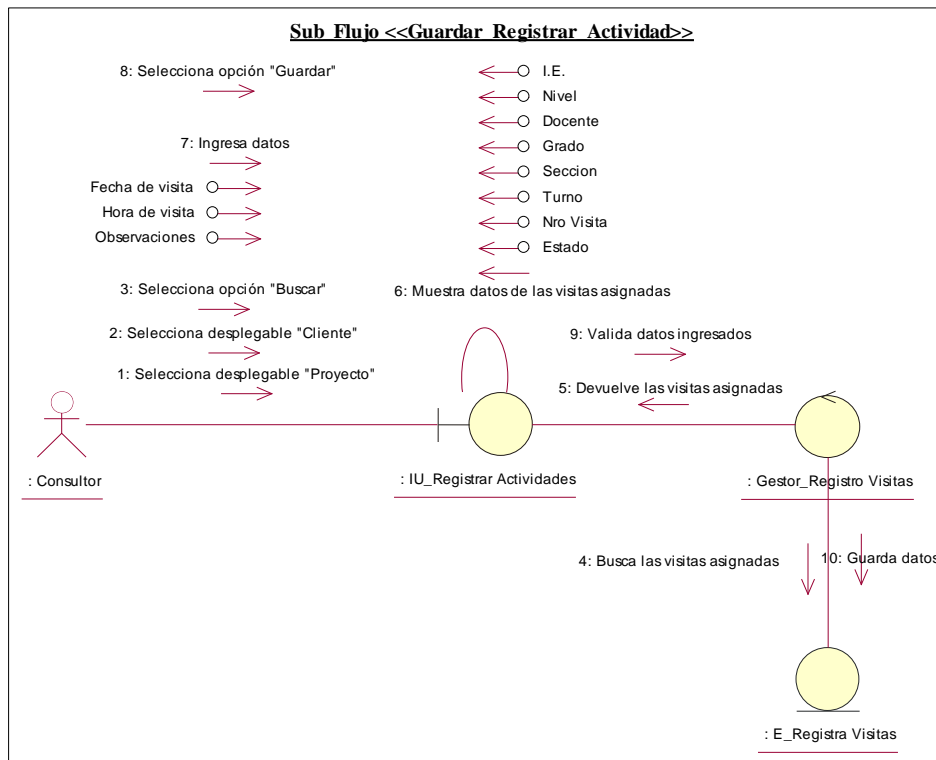 Sub Flujo <<Guardar_Registrar_Actividad>>
8: Selecciona opción "Guardar"
7: Ingresa datos
Fecha de visita
Hora de visita
Observaciones
3: Selecciona opción "Buscar"
2: Selecciona desplegable "Cliente"
1: Selecciona desplegable "Proyecto"
I.E.
Nivel
Docente
Grado
Seccion
Turno
Nro Visita
Estado
6: Muestra datos de las visitas asignadas
9: Valida datos ingresados
5: Devuelve las visitas asignadas
: Consultor
: IU_Registrar Actividades
: Gestor_Registro Visitas
4: Busca las visitas asignadas
10: Guarda datos
: E_Registra Visitas